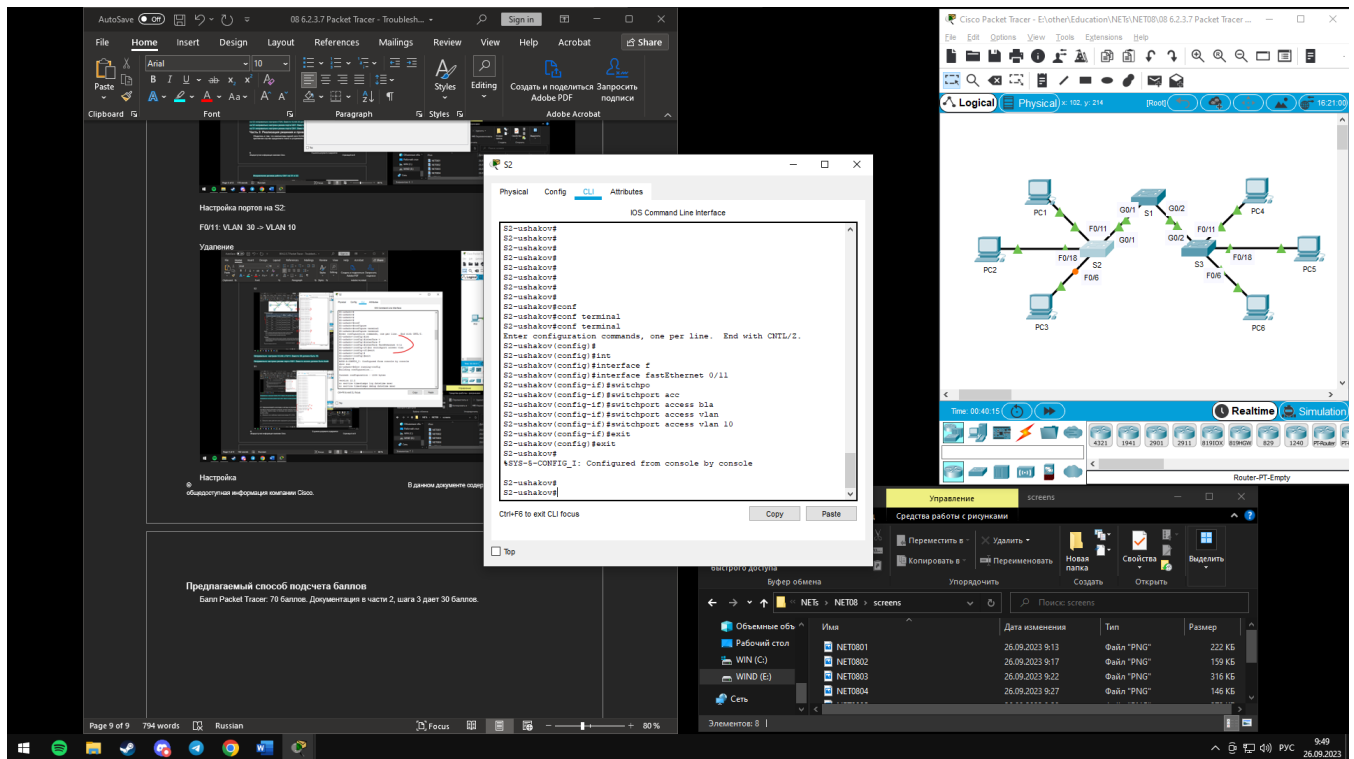 AutoSave Off 08 6.2.3.7 Packet Tracer - Troublesh... Sign in
File Home Insert Design Layout References Mailings Review View Help Acrobat Share
Arial 10
Paste
Styles
Editing
Создать и поделиться Adobe PDF
Запросить подписи
Clipboard Font Paragraph Styles Adobe Acrobat
Настройка портов на S2:
F0/11: VLAN 30 -> VLAN 10
Удаление
Настройка
©
общедоступная информация компании Cisco.
Предлагаемый способ подсчета баллов
Балл Packet Tracer: 70 баллов. Документация в части 2, шага 3 дает 30 баллов.
Page 9 of 9 794 words Russian Focus 80 %
S2
Physical Config CLI Attributes
IOS Command Line Interface
S2-ushakov#
S2-ushakov#
S2-ushakov#
S2-ushakov#
S2-ushakov#
S2-ushakov#
S2-ushakov#
S2-ushakov#
S2-ushakov#conf
S2-ushakov#conf terminal
S2-ushakov#conf terminal
Enter configuration commands, one per line. End with CNTL/Z.
S2-ushakov(config)#
S2-ushakov(config)#int
S2-ushakov(config)#interface f
S2-ushakov(config)#interface fastEthernet 0/11
S2-ushakov(config-if)#switchpo
S2-ushakov(config-if)#switchport acc
S2-ushakov(config-if)#switchport access bla
S2-ushakov(config-if)#switchport access vlan
S2-ushakov(config-if)#switchport access vlan 10
S2-ushakov(config-if)#exit
S2-ushakov(config)#exit
S2-ushakov#
%SYS-5-CONFIG_I: Configured from console by console
S2-ushakov#
S2-ushakov#
Ctrl+F6 to exit CLI focus Copy Paste
Top
Cisco Packet Tracer - E:\other\Education\NETs\NET08\08 6.2.3.7 Packet Tracer ...
File Edit Options View Tools Extensions Help
Logical Physical x: 102, y: 214 [Root] 16:21:00
PC1 G0/1 S1 G0/2 PC4
F0/11 G0/1 G0/2 F0/11
PC2 F0/18 S2 S3 F0/18 PC5
F0/6 F0/6
PC3 PC6
Time: 00:40:15 Realtime Simulation
4321 1941 2901 2911 819IOX 819HGW 829 1240 PT-Router
Router-PT-Empty
Управление screens
Средства работы с рисунками
быстрого доступа
Переместить в
Копировать в
Удалить
Переименовать
Новая папка
Свойства
Выделить
Буфер обмена Упорядочить Создать Открыть
NETs > NET08 > screens Поиск: screens
Объемные объ
Рабочий стол
WIN (C:)
WIND (E:)
Сеть
Имя Дата изменения Тип Размер
NET0801 26.09.2023 9:13 Файл "PNG" 222 КБ
NET0802 26.09.2023 9:17 Файл "PNG" 159 КБ
NET0803 26.09.2023 9:22 Файл "PNG" 316 КБ
NET0804 26.09.2023 9:27 Файл "PNG" 146 КБ
Элементов: 8
РУС 9:49
26.09.2023